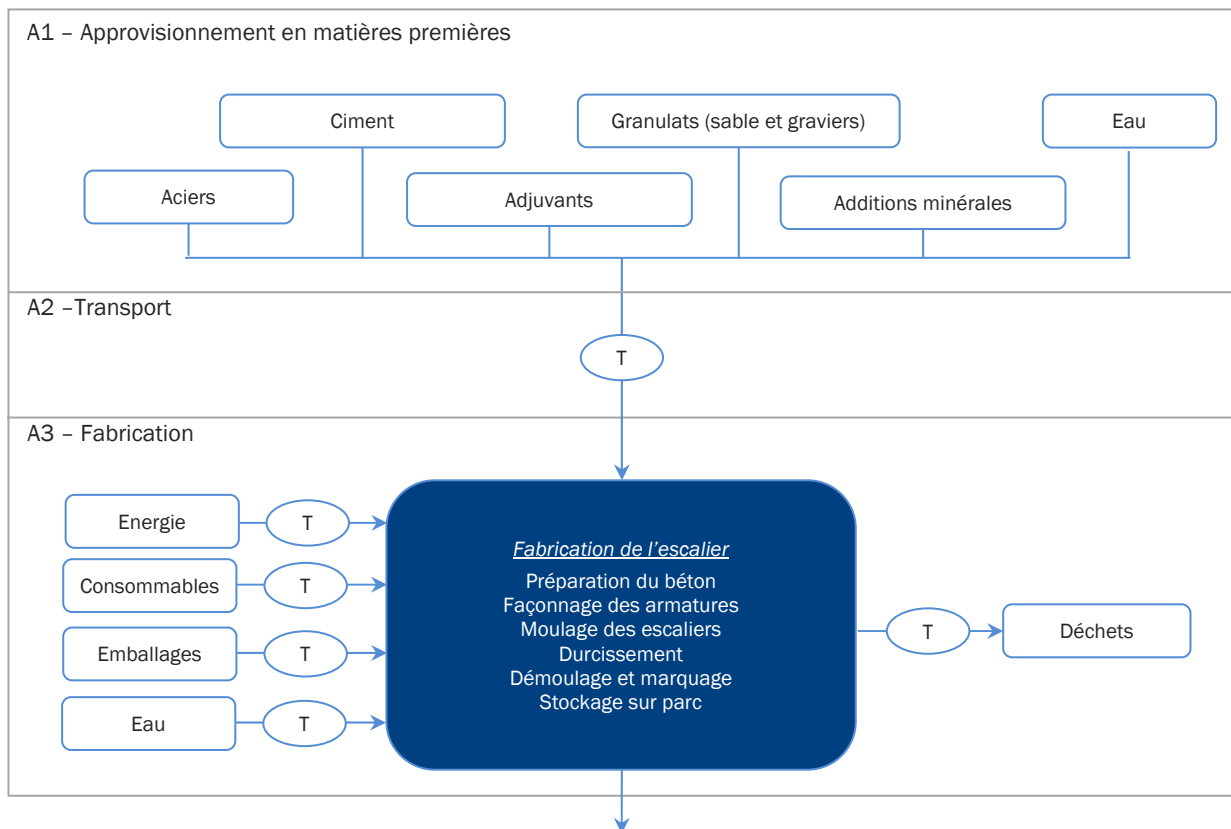 A1 – Approvisionnement en matières premières
Ciment
Granulats (sable et graviers)
Eau
Aciers
Adjuvants
Additions minérales
A2 –Transport
T
A3 – Fabrication
Energie
T
Consommables
T
Emballages
T
Eau
T
Fabrication de l’escalier
Préparation du béton
Façonnage des armatures
Moulage des escaliers
Durcissement
Démoulage et marquage
Stockage sur parc
T
Déchets